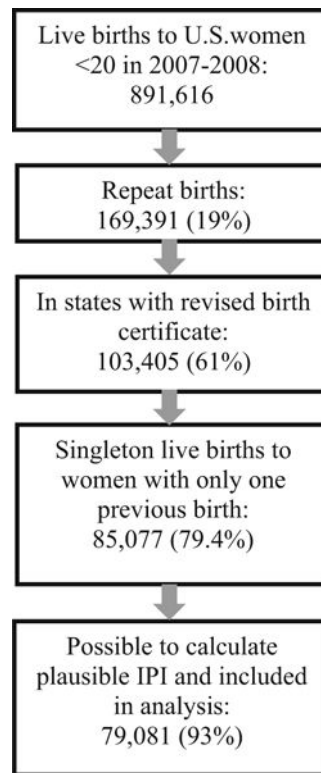 Live births to U.S.women
<20 in 2007-2008:
891,616
Repeat births:
169,391 (19%)
In states with revised birth
certificate:
103,405 (61%)
Singleton live births to
women with only one
previous birth:
85,077 (79.4%)
Possible to calculate
plausible IPI and included
in analysis:
79,081 (93%)